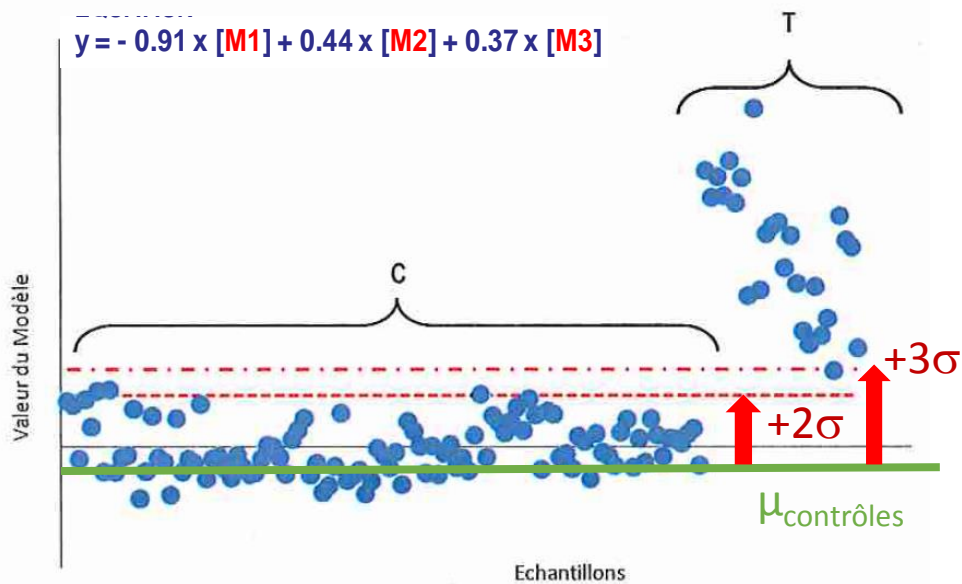 y = - 0.91 x [M1] + 0.44 x [M2] + 0.37 x [M3]
T
C
Valeur du Modèle
+3σ
+2σ
μcontrôles
Echantillons